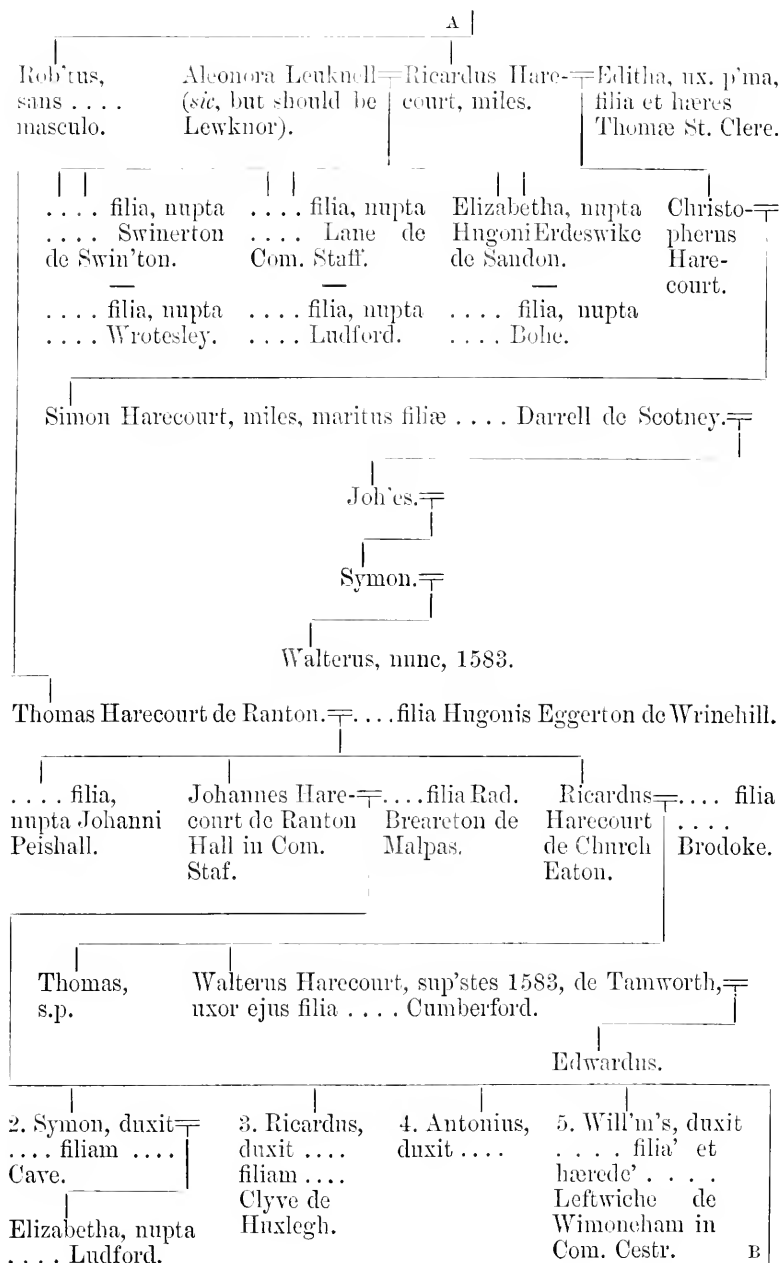 A
Rob'tus,
sans . . . .
masculo.
Aleonora Leuknell
(sic, but should be
Lewknor).
Ricardus Hare-
court, miles.
Editha, ux. p'ma,
filia et hæres
Thomæ St. Clere.
. . . . filia, nupta
. . . . Swinerton
de Swin'ton.
. . . . filia, nupta
. . . . Lane de
Com. Staff.
Elizabetha, nupta
Hugoni Erdeswike
de Sandon.
Christo-
pherus
Hare-
court.
. . . . filia, nupta
. . . . Wrotesley.
. . . . filia, nupta
. . . . Ludford.
. . . . filia, nupta
. . . . Bohe.
Simon Harecourt, miles, maritus filiæ . . . . Darrell de Scotney.
Joh'es.
Symon.
Walterus, nunc, 1583.
Thomas Harecourt de Ranton. . . . . filia Hugonis Eggerton de Wrinehill.
. . . . filia,
nupta Johanni
Peishall.
Johannes Hare-
court de Ranton
Hall in Com.
Staf.
. . . . filia Rad.
Breareton de
Malpas.
Ricardus
Harecourt
de Church
Eaton.
. . . . filia
. . . .
Brodoke.
Thomas,
s.p.
Walterus Harecourt, sup'stes 1583, de Tamworth,
uxor ejus filia . . . . Cumberford.
Edwardus.
2. Symon, duxit
. . . . filiam . . . .
Cave.
3. Ricardus,
duxit . . . .
filiam . . . .
Clyve de
Huxlegh.
4. Antonius,
duxit . . . .
5. Will'm's, duxit
. . . . filia' et
hærede' . . . .
Leftwiche de
Wimoneham in
Com. Cestr.
Elizabetha, nupta
. . . . Ludford.
B